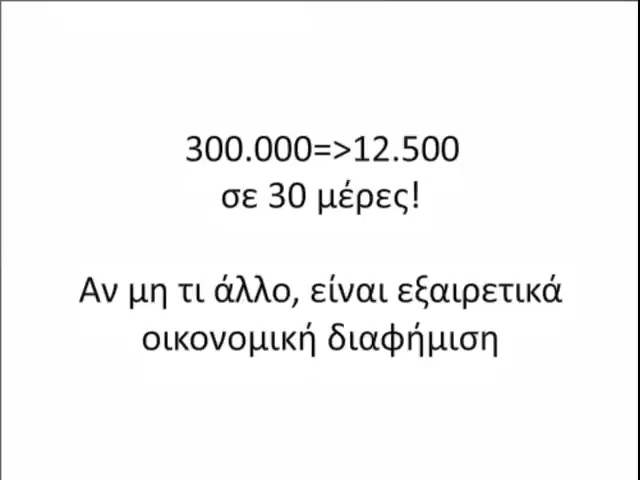 300.000=>12.500
σε 30 μέρες!
Αν μη τι άλλο, είναι εξαιρετικά
οικονομική διαφήμιση